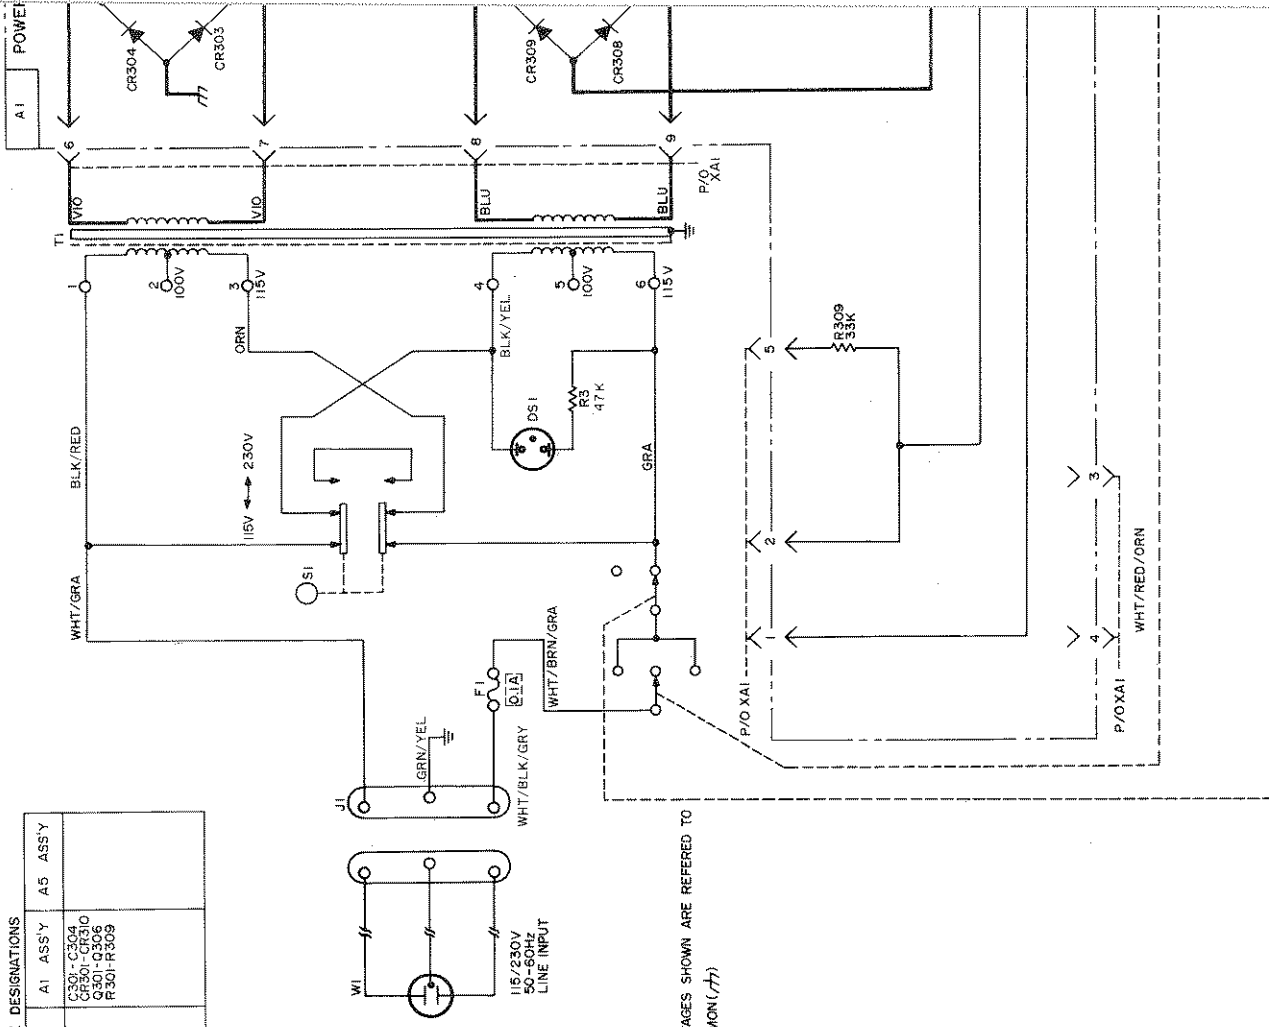 POWER
A1
CR304
CR303
CR309
CR308
6
7
8
9
P/O
XA1
VIO
VIO
BLU
BLU
T1
1
2
100V
3
115V
4
5
100V
6
115V
ORN
BLK/YEL
BLK/RED
115V
230V
DS1
R3
47K
GRA
R309
33K
5
2
1
3
4
S1
WHT/GRA
F1
0.1A
WHT/BRN/GRA
GRN/YEL
WHT/BLK/GRY
J1
P/O XA1
P/O XA1
WHT/RED/ORN
DESIGNATIONS
A1 ASS'Y
A5 ASS'Y
C301-C304
CR301-CR310
Q301-Q306
R301-R309
W1
115/230V
50-60HZ
LINE INPUT
AGES SHOWN ARE REFERED TO
MON